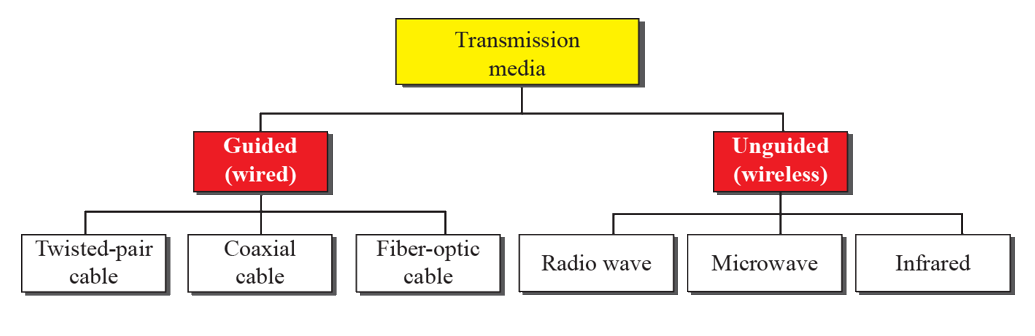 Transmission
media
Guided
(wired)
Unguided
(wireless)
Twisted-pair
cable
Coaxial
cable
Fiber-optic
cable
Radio wave
Microwave
Infrared